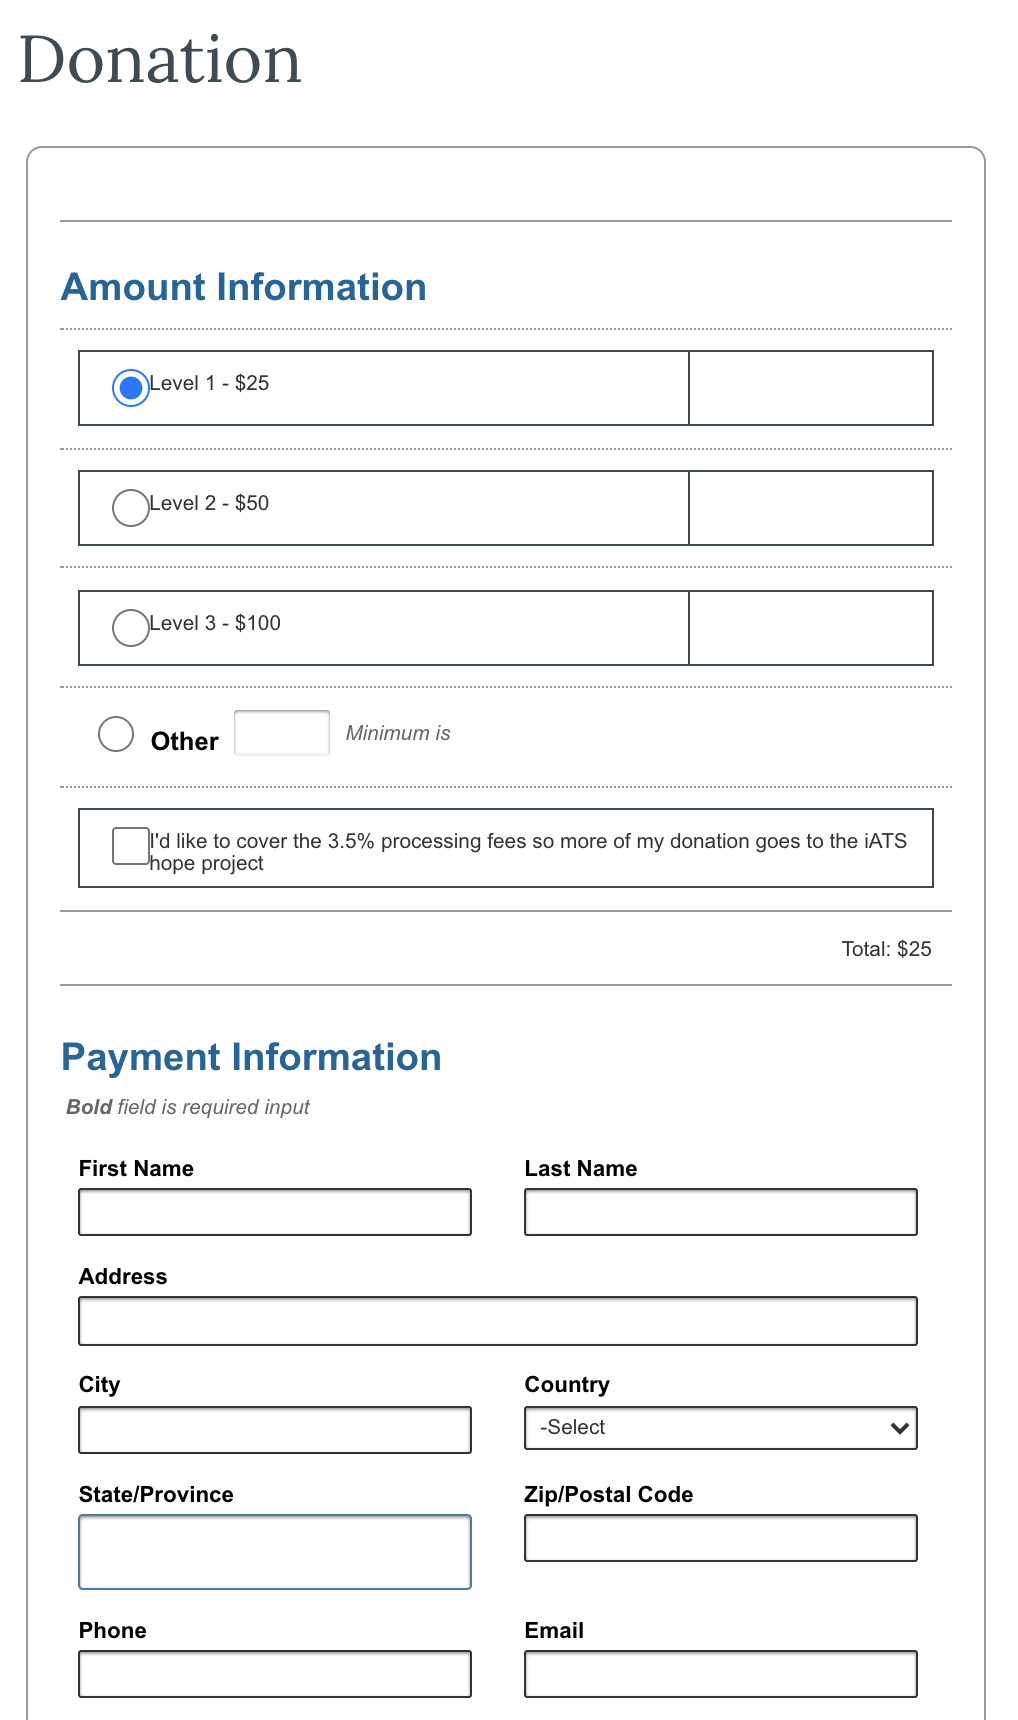 Donation
Amount Information
Level 1 - $25
Level 2 - $50
Level 3 - $100
Other Minimum is
I'd like to cover the 3.5% processing fees so more of my donation goes to the iATS
hope project
Total: $25
Payment Information
Bold field is required input
First Name Last Name
Address
City Country
-Select
State/Province Zip/Postal Code
Phone Email